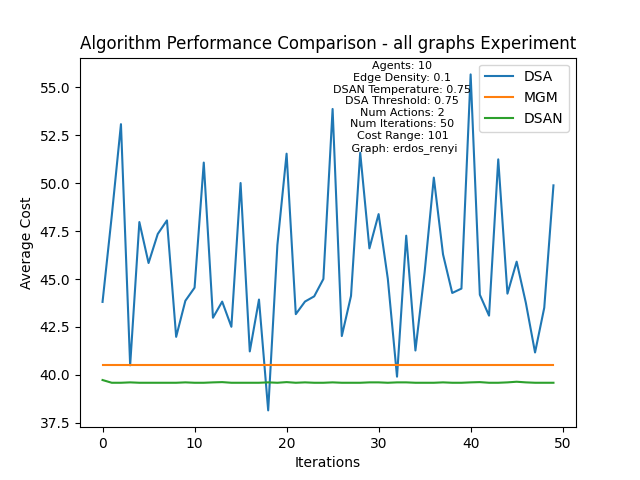 Algorithm Performance Comparison - all graphs Experiment
Agents: 10
Edge Density: 0.1
DSAN Temperature: 0.75
DSA Threshold: 0.75
Num Actions: 2
Num Iterations: 50
Cost Range: 101
Graph: erdos_renyi
DSA
MGM
DSAN
Average Cost
55.0
52.5
50.0
47.5
45.0
42.5
40.0
37.5
0 10 20 30 40 50
Iterations